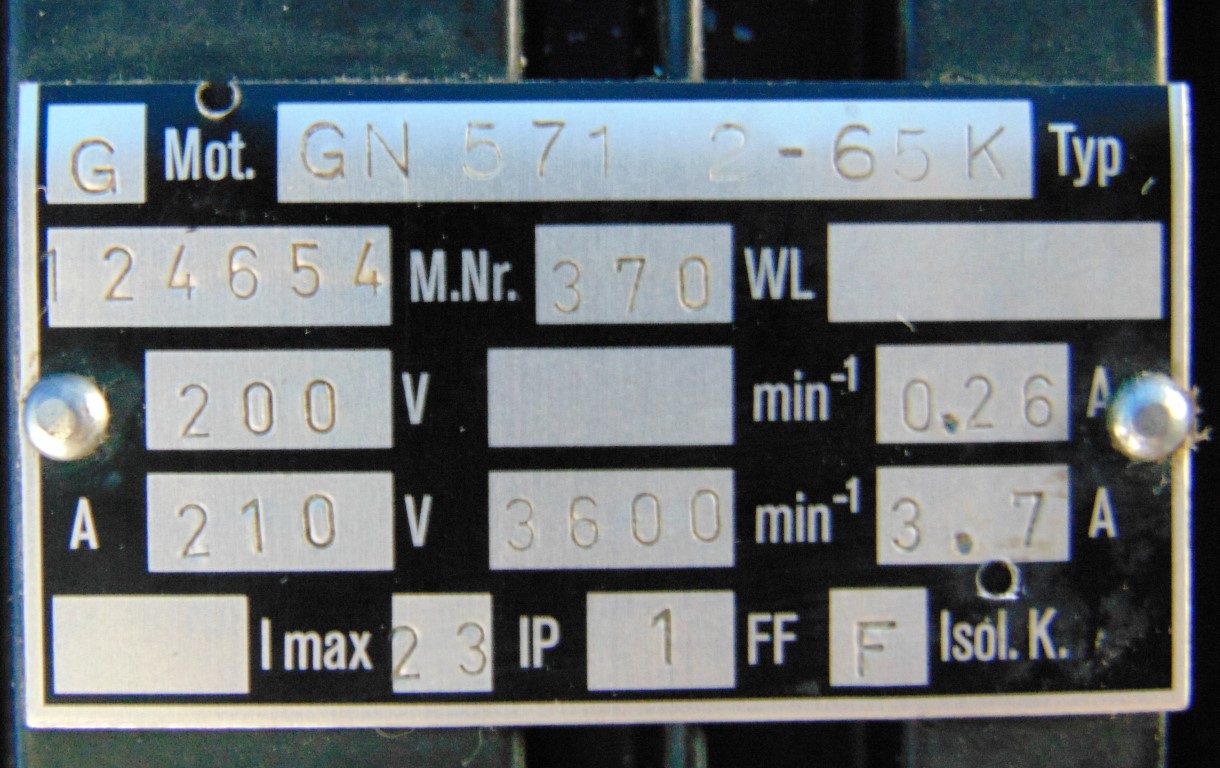 G Mot. GN 571 2-65K Typ
124654 M.Nr. 370 WL
200 V min⁻¹ 0.26 A
A 210 V 3600 min⁻¹ 3.7 A
I max 23 IP 1 FF F Isol. K.